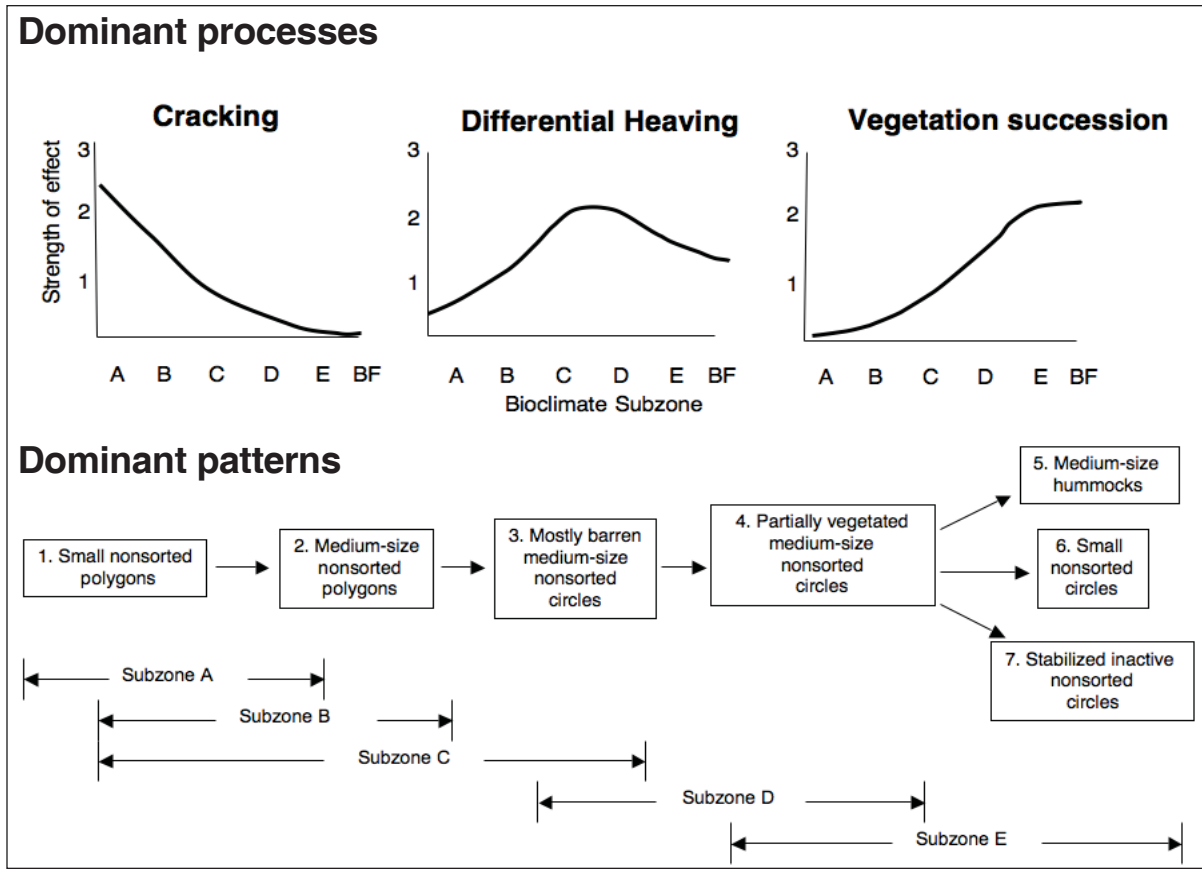 Dominant processes
Cracking
Differential Heaving
Vegetation succession
Strength of effect
3
2
1
A B C D E BF
3
2
1
A B C D E BF
3
2
1
A B C D E BF
Bioclimate Subzone
Dominant patterns
1. Small nonsorted
polygons
2. Medium-size
nonsorted
polygons
3. Mostly barren
medium-size
nonsorted
circles
4. Partially vegetated
medium-size
nonsorted
circles
5. Medium-size
hummocks
6. Small
nonsorted
circles
7. Stabilized inactive
nonsorted
circles
Subzone A
Subzone B
Subzone C
Subzone D
Subzone E